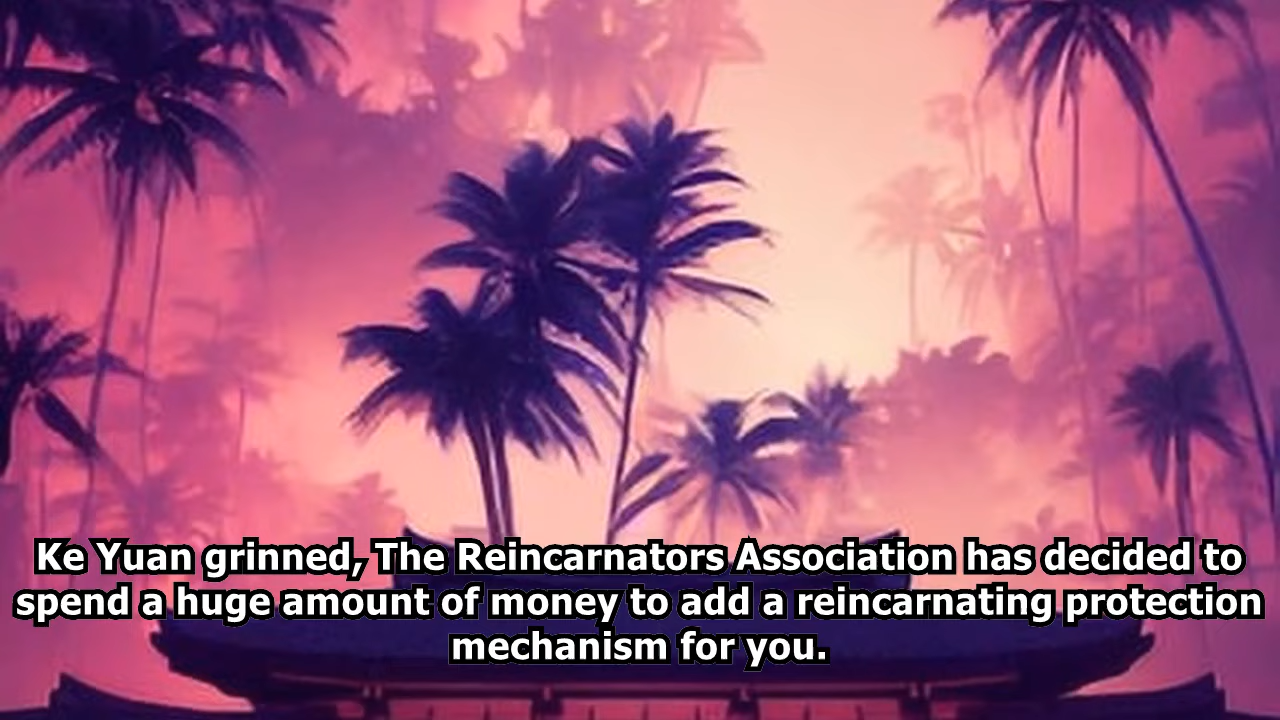 Ke Yuan grinned, The Reincarnators Association has decided to
spend a huge amount of money to add a reincarnating protection
mechanism for you.